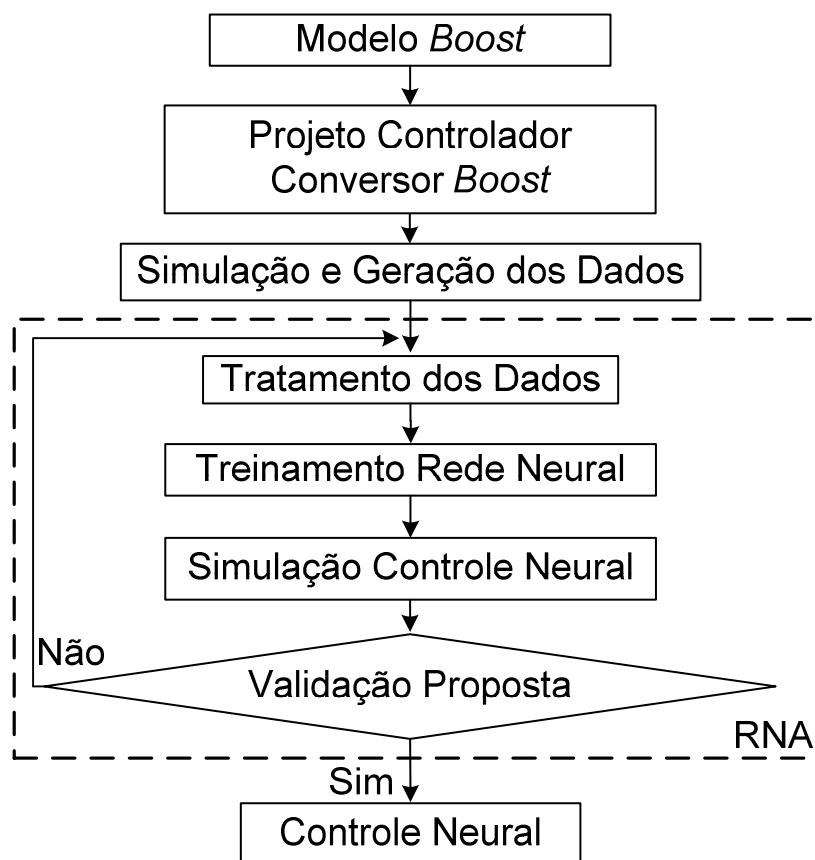 Modelo Boost
Projeto Controlador
Conversor Boost
Simulação e Geração dos Dados
Tratamento dos Dados
Treinamento Rede Neural
Simulação Controle Neural
Não
Validação Proposta
RNA
Sim
Controle Neural